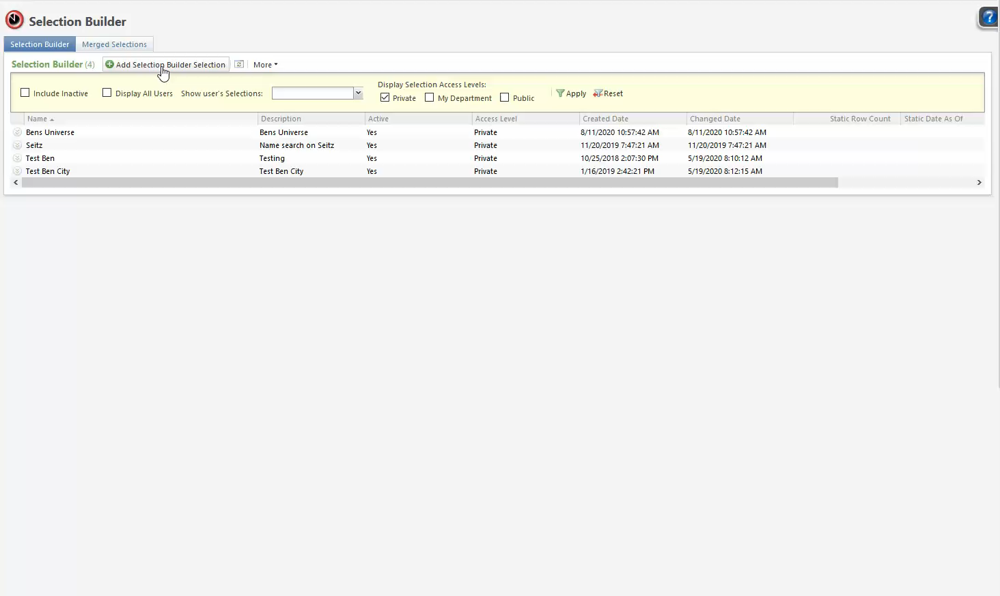 Selection Builder
?
Selection Builder Merged Selections
Selection Builder (4) Add Selection Builder Selection More
Display Selection Access Levels:
Include Inactive Display All Users Show user's Selections: Private My Department Public Apply Reset
Name Description Active Access Level Created Date Changed Date Static Row Count Static Date As Of
Bens Universe Bens Universe Yes Private 8/11/2020 10:57:42 AM 8/11/2020 10:57:42 AM
Seitz Name search on Seitz Yes Private 11/20/2019 7:47:21 AM 11/20/2019 7:47:21 AM
Test Ben Testing Yes Private 10/25/2018 2:07:30 PM 5/19/2020 8:10:12 AM
Test Ben City Test Ben City Yes Private 1/16/2019 2:42:21 PM 5/19/2020 8:12:15 AM